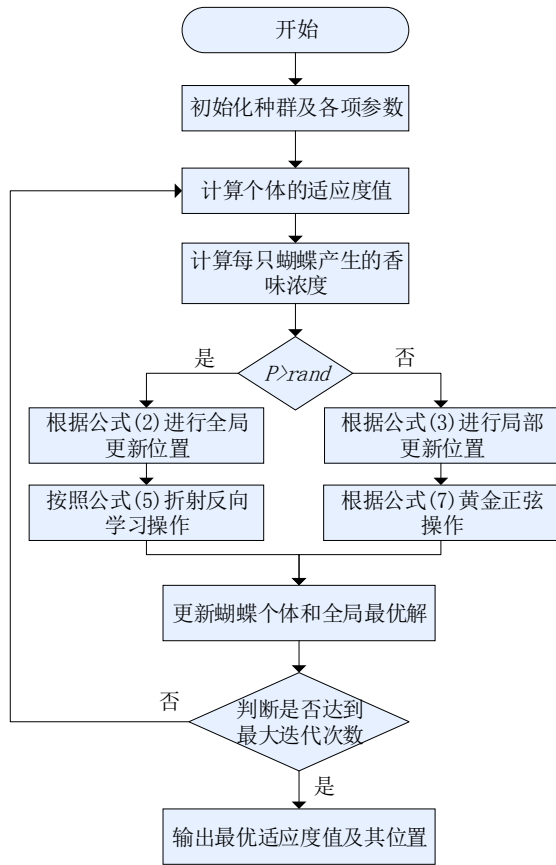 开始
初始化种群及各项参数
计算个体的适应度值
计算每只蝴蝶产生的香
味浓度
是
P>rand
否
根据公式(2)进行全局
更新位置
根据公式(3)进行局部
更新位置
按照公式(5)折射反向
学习操作
根据公式(7)黄金正弦
操作
更新蝴蝶个体和全局最优解
否
判断是否达到
最大迭代次数
是
输出最优适应度值及其位置